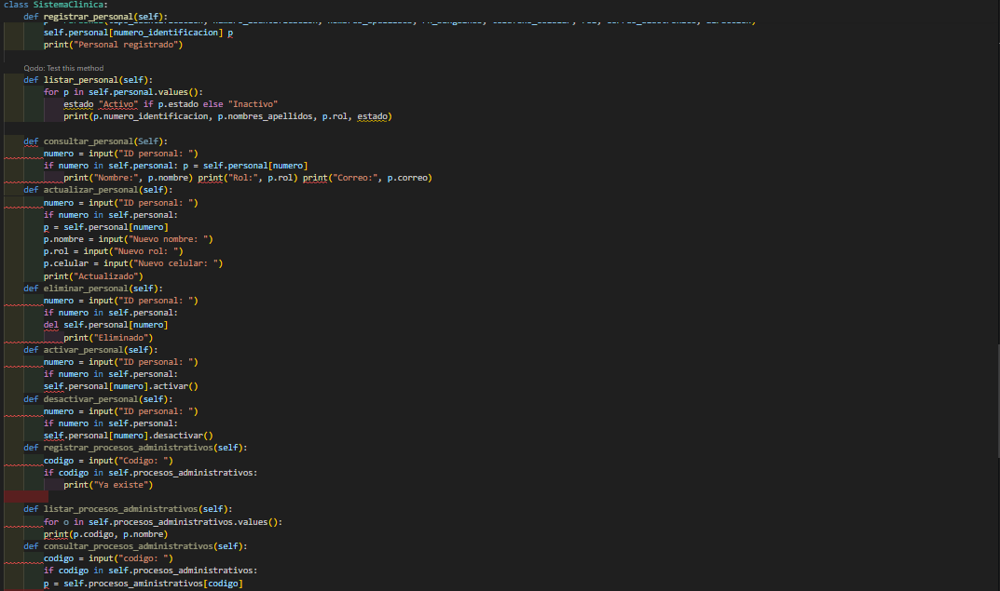 class SistemaClinica:
    def registrar_personal(self):
        self.personal[numero_identificacion] p
        print("Personal registrado")
    Qodo: Test this method
    def listar_personal(self):
        for p in self.personal.values():
            estado "Activo" if p.estado else "Inactivo"
            print(p.numero_identificacion, p.nombres_apellidos, p.rol, estado)
    def consultar_personal(Self):
        numero = input("ID personal: ")
        if numero in self.personal: p = self.personal[numero]
            print("Nombre:", p.nombre) print("Rol:", p.rol) print("Correo:", p.correo)
    def actualizar_personal(self):
        numero = input("ID personal: ")
        if numero in self.personal:
        p = self.personal[numero]
        p.nombre = input("Nuevo nombre: ")
        p.rol = input("Nuevo rol: ")
        p.celular = input("Nuevo celular: ")
        print("Actualizado")
    def eliminar_personal(self):
        numero = input("ID personal: ")
        if numero in self.personal:
        del self.personal[numero]
            print("Eliminado")
    def activar_personal(self):
        numero = input("ID personal: ")
        if numero in self.personal:
        self.personal[numero].activar()
    def desactivar_personal(self):
        numero = input("ID personal: ")
        if numero in self.personal:
        self.personal[numero].desactivar()
    def registrar_procesos_administrativos(self):
        codigo = input("Codigo: ")
        if codigo in self.procesos_administrativos:
            print("Ya existe")
    def listar_procesos_administrativos(self):
        for o in self.procesos_administrativos.values():
        print(p.codigo, p.nombre)
    def consultar_procesos_administrativos(self):
        codigo = input("codigo: ")
        if codigo in self.procesos_administrativos:
        p = self.procesos_aministrativos[codigo]